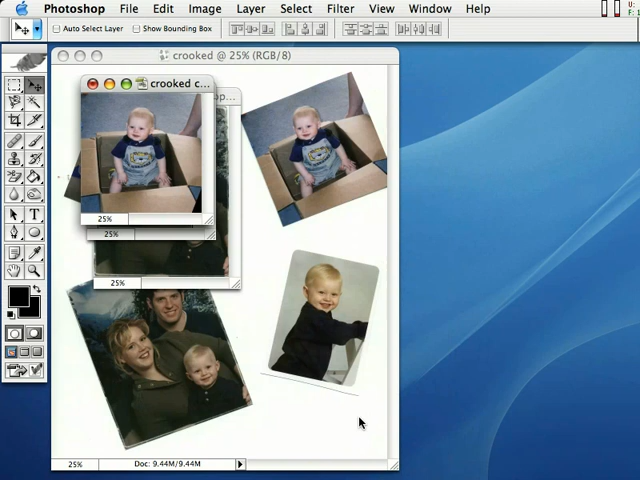 Photoshop File Edit Image Layer Select Filter View Window Help
Auto Select Layer Show Bounding Box
crooked @ 25% (RGB/8)
crooked c...
op...
25%
25%
25%
25% Doc: 9.44M/9.44M